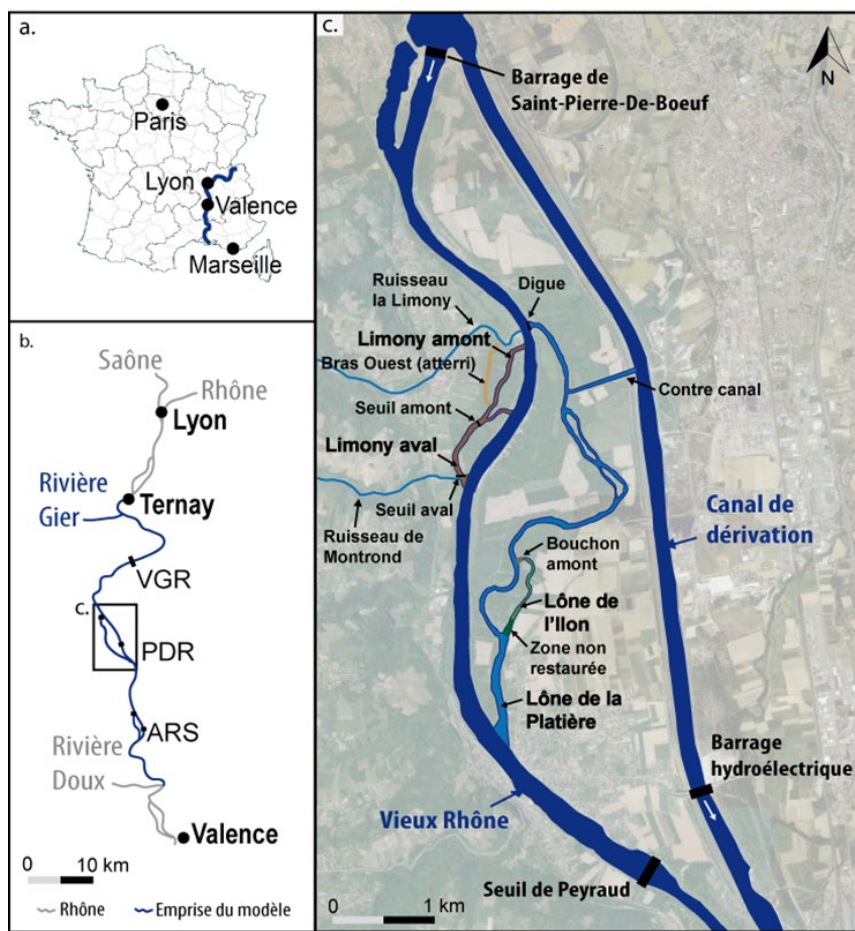 a.
Paris
Lyon
Valence
Marseille
b.
Saône
Rhône
Lyon
Rivière
Gier
Ternay
VGR
c.
PDR
ARS
Rivière
Doux
Valence
0 10 km
Rhône Emprise du modèle
c.
N
Barrage de
Saint-Pierre-De-Boeuf
Ruisseau
la Limony
Digue
Limony amont
Bras Ouest (atterri)
Contre canal
Seuil amont
Limony aval
Seuil aval
Ruisseau de
Montrond
Canal de
dérivation
Bouchon
amont
Lône de
l'Ilon
Zone non
restaurée
Lône de la
Platière
Barrage
hydroélectrique
Vieux Rhône
Seuil de Peyraud
0 1 km